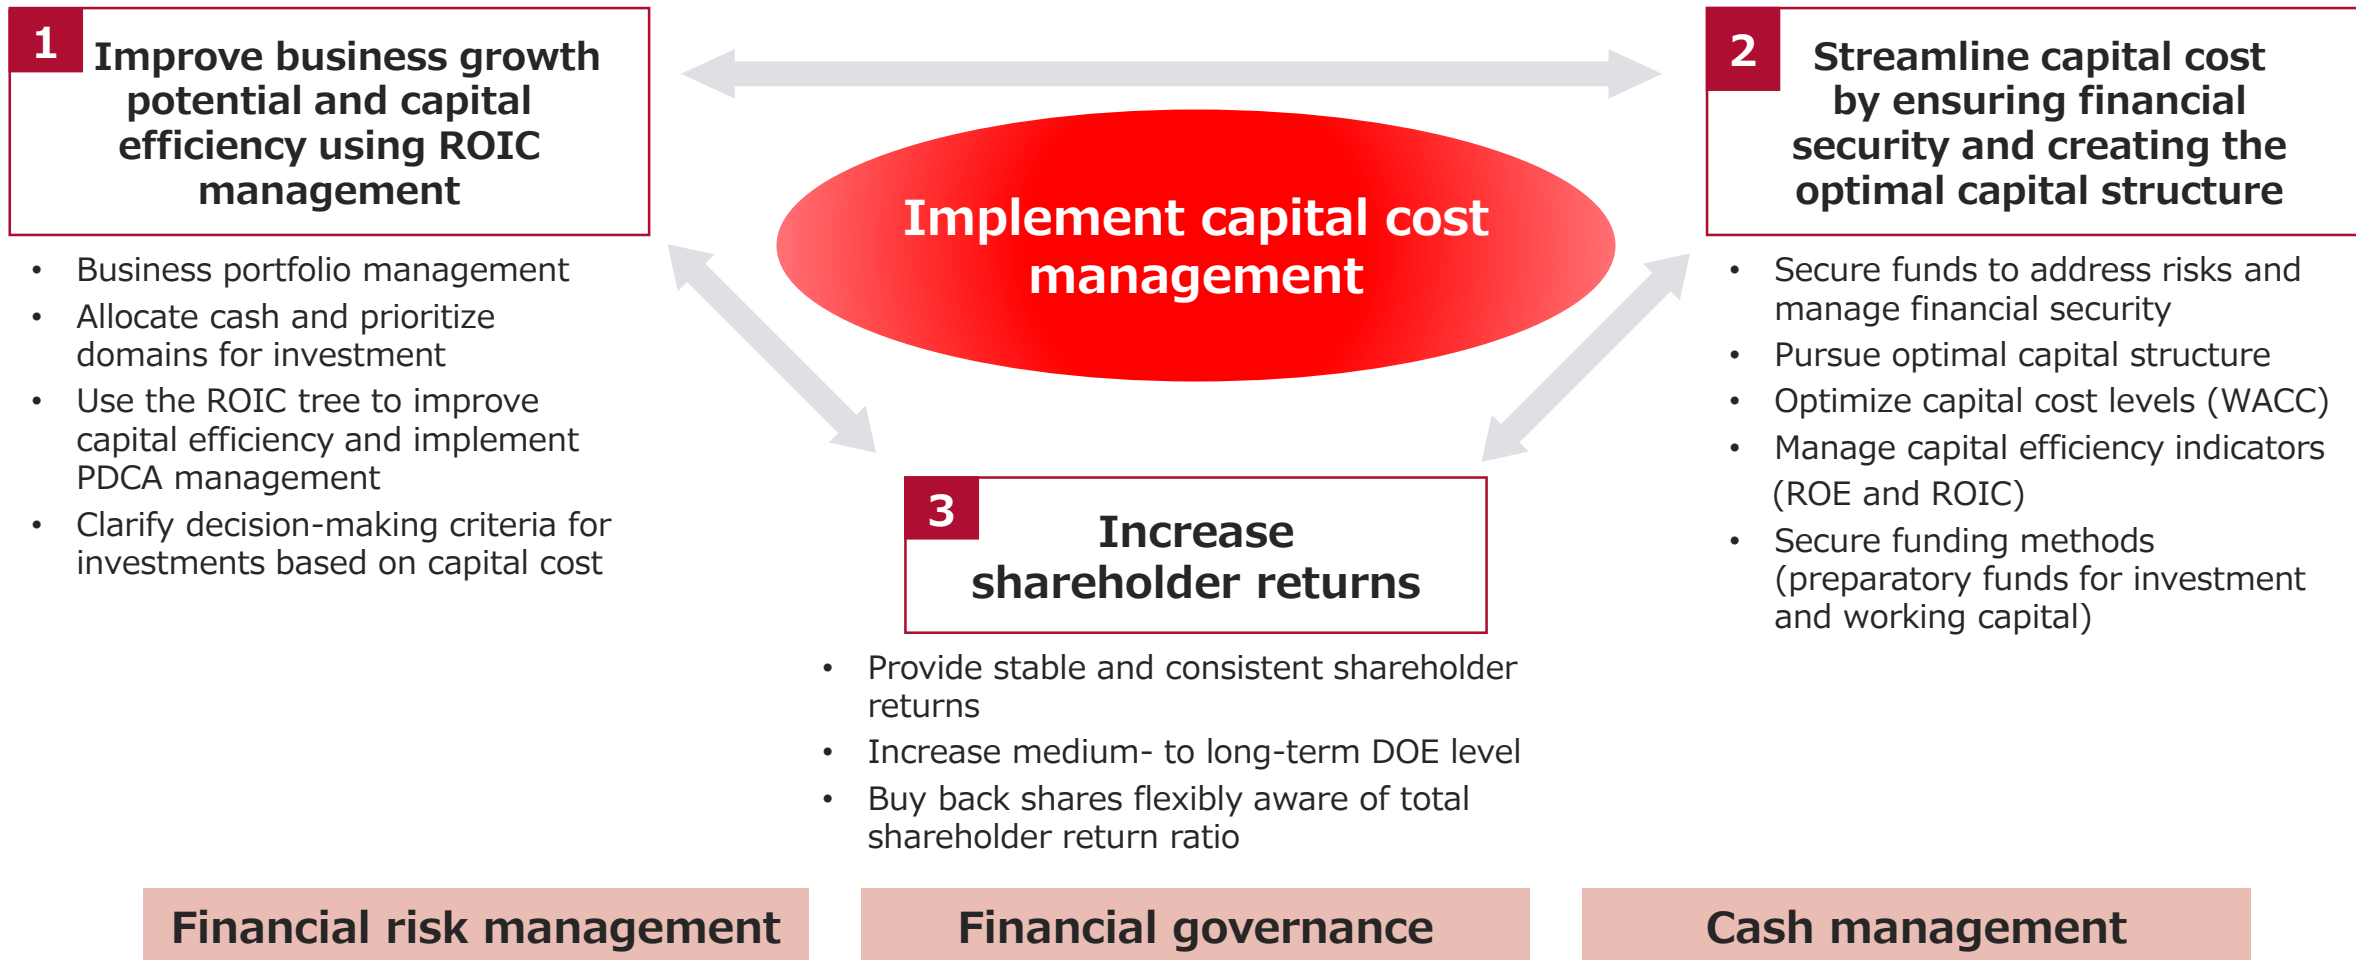 1
Improve business growth
potential and capital
efficiency using ROIC
management
• Business portfolio management
• Allocate cash and prioritize
domains for investment
• Use the ROIC tree to improve
capital efficiency and implement
PDCA management
• Clarify decision-making criteria for
investments based on capital cost
Implement capital cost
management
2
Streamline capital cost
by ensuring financial
security and creating the
optimal capital structure
• Secure funds to address risks and
manage financial security
• Pursue optimal capital structure
• Optimize capital cost levels (WACC)
• Manage capital efficiency indicators
(ROE and ROIC)
• Secure funding methods
(preparatory funds for investment
and working capital)
3
Increase
shareholder returns
• Provide stable and consistent shareholder
returns
• Increase medium- to long-term DOE level
• Buy back shares flexibly aware of total
shareholder return ratio
Financial risk management
Financial governance
Cash management